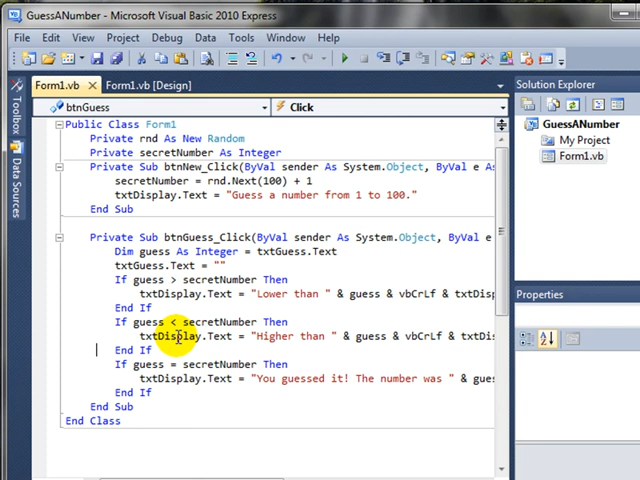 GuessANumber - Microsoft Visual Basic 2010 Express
File Edit View Project Debug Data Tools Window Help
Form1.vb Form1.vb [Design]
btnGuess Click
Toolbox
Data Sources
Public Class Form1
Private rnd As New Random
Private secretNumber As Integer
Private Sub btnNew_Click(ByVal sender As System.Object, ByVal e As
secretNumber = rnd.Next(100) + 1
txtDisplay.Text = "Guess a number from 1 to 100."
End Sub
Private Sub btnGuess_Click(ByVal sender As System.Object, ByVal e
Dim guess As Integer = txtGuess.Text
txtGuess.Text = ""
If guess > secretNumber Then
txtDisplay.Text = "Lower than " & guess & vbCrLf & txtDisp
End If
If guess < secretNumber Then
txtDisplay.Text = "Higher than " & guess & vbCrLf & txtDis
End If
If guess = secretNumber Then
txtDisplay.Text = "You guessed it! The number was " & gues
End If
End Sub
End Class
Solution Explorer
GuessANumber
My Project
Form1.vb
Properties